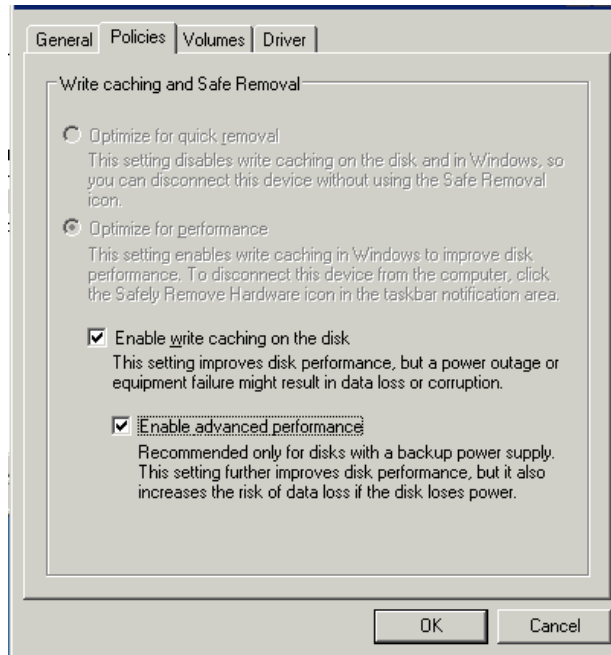 General Policies Volumes Driver
Write caching and Safe Removal
Optimize for quick removal
This setting disables write caching on the disk and in Windows, so
you can disconnect this device without using the Safe Removal
icon.
Optimize for performance
This setting enables write caching in Windows to improve disk
performance. To disconnect this device from the computer, click
the Safely Remove Hardware icon in the taskbar notification area.
Enable write caching on the disk
This setting improves disk performance, but a power outage or
equipment failure might result in data loss or corruption.
Enable advanced performance
Recommended only for disks with a backup power supply.
This setting further improves disk performance, but it also
increases the risk of data loss if the disk loses power.
OK Cancel